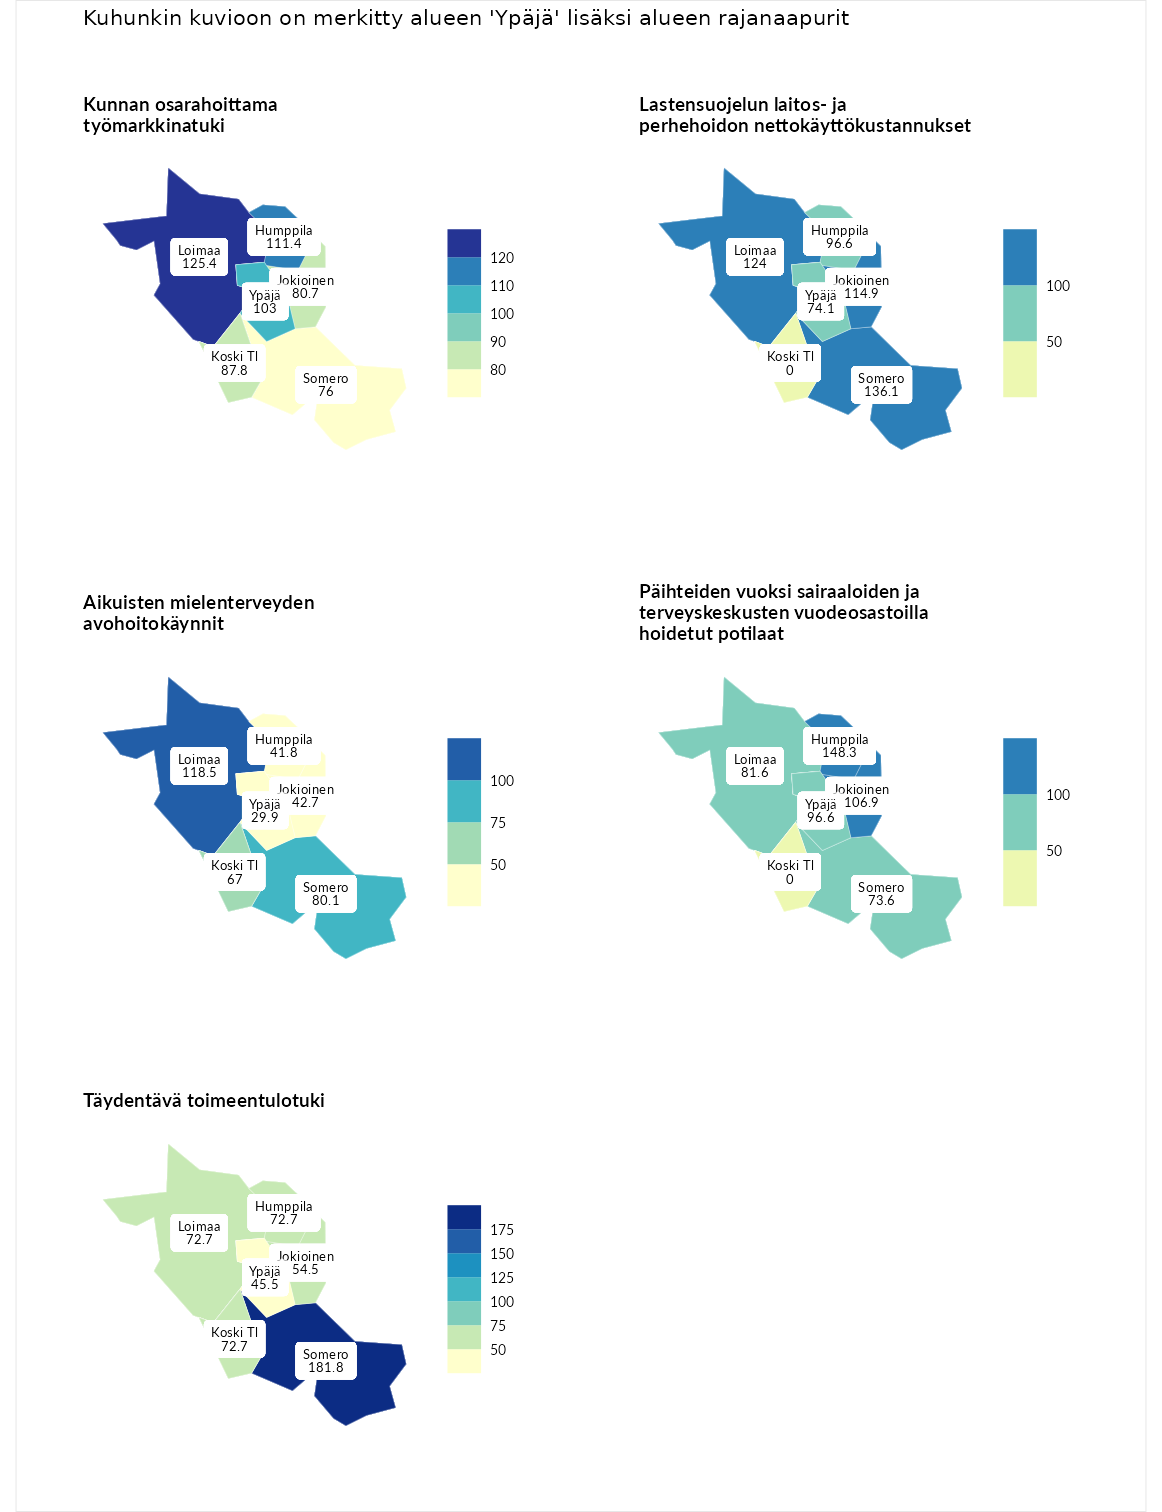 Kuhunkin kuvioon on merkitty alueen 'Ypäjä' lisäksi alueen rajanaapurit
Kunnan osarahoittama
työmarkkinatuki
Humppila
111.4
Loimaa
125.4
Jokioinen
80.7
Ypäjä
103
Koski Tl
87.8
Somero
76
120
110
100
90
80
Lastensuojelun laitos- ja
perhehoidon nettokäyttökustannukset
Humppila
96.6
Loimaa
124
Jokioinen
114.9
Ypäjä
74.1
Koski Tl
0
Somero
136.1
100
50
Aikuisten mielenterveyden
avohoitokäynnit
Humppila
41.8
Loimaa
118.5
Jokioinen
42.7
Ypäjä
29.9
Koski Tl
67
Somero
80.1
100
75
50
Päihteiden vuoksi sairaaloiden ja
terveyskeskusten vuodeosastoilla
hoidetut potilaat
Humppila
148.3
Loimaa
81.6
Jokioinen
106.9
Ypäjä
96.6
Koski Tl
0
Somero
73.6
100
50
Täydentävä toimeentulotuki
Humppila
72.7
Loimaa
72.7
Jokioinen
54.5
Ypäjä
45.5
Koski Tl
72.7
Somero
181.8
175
150
125
100
75
50